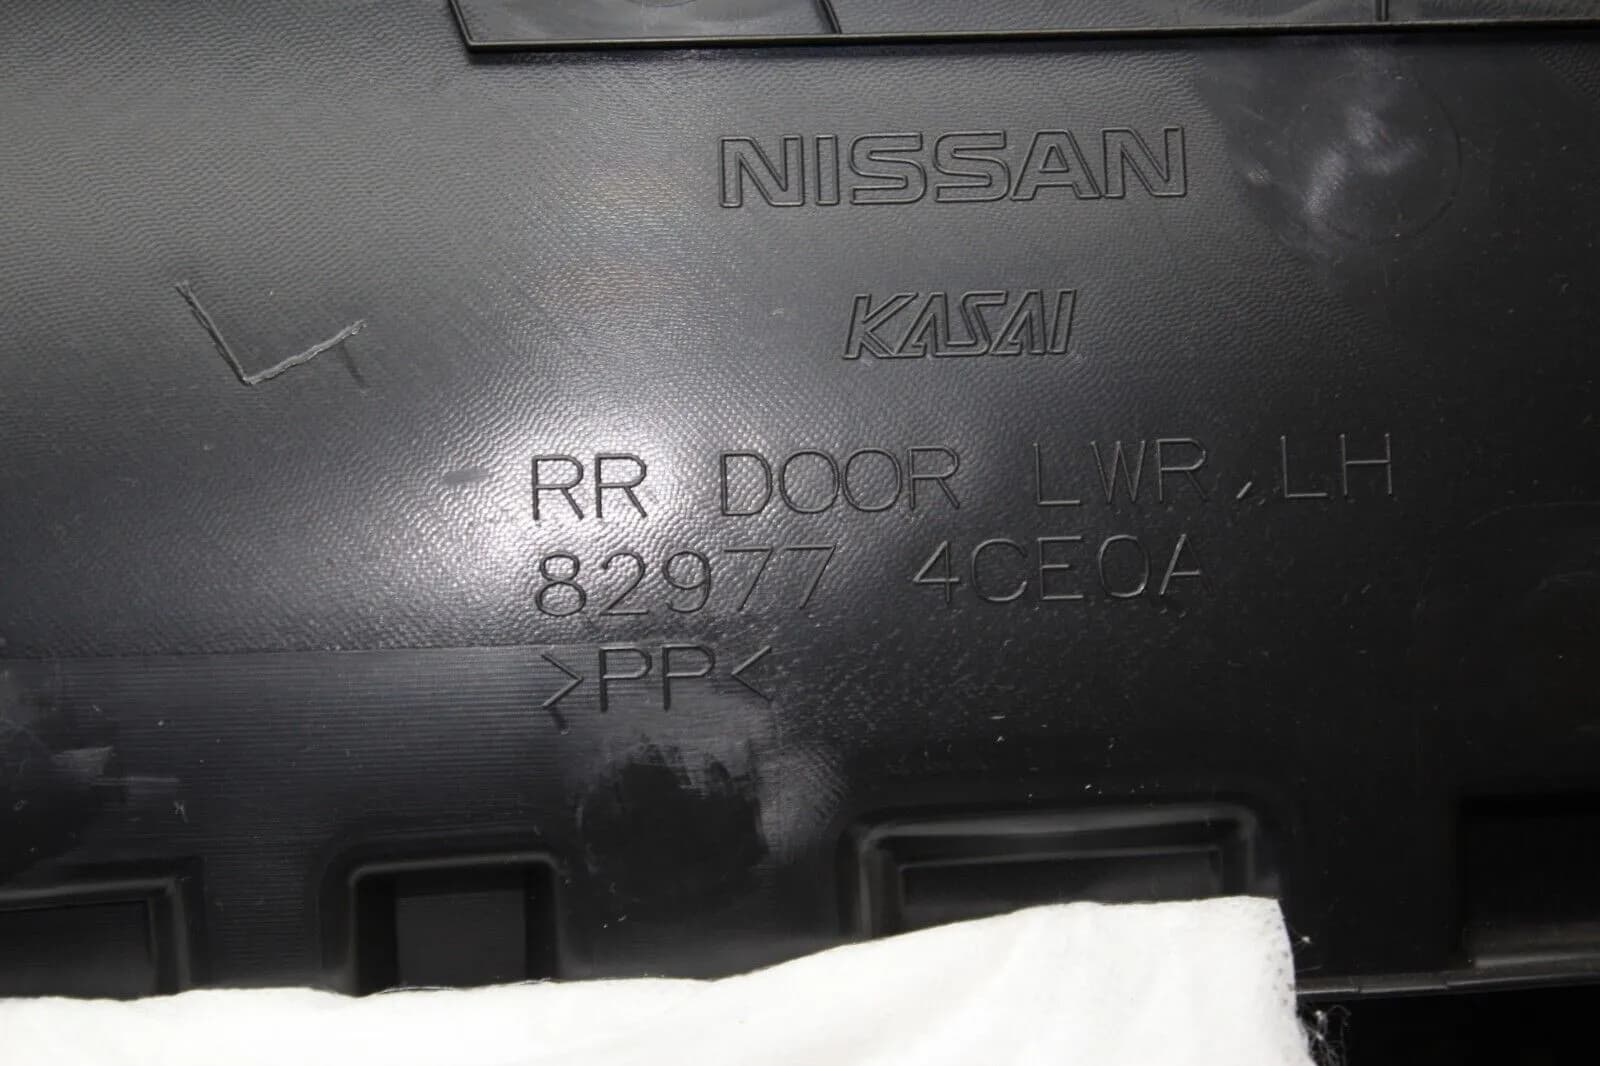 NISSAN
KASAI
RR DOOR LWR, LH
82977 4CE0A
>PP<